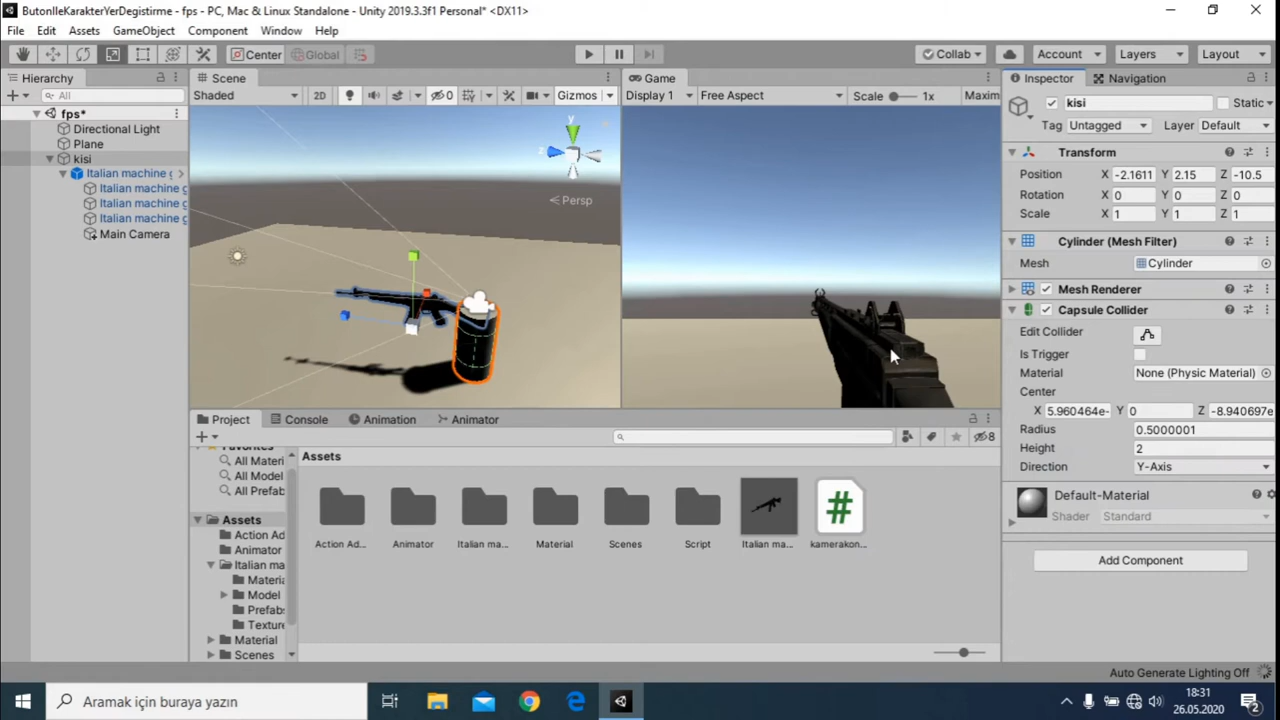 ButonIleKarakterYerDegistirme - fps - PC, Mac & Linux Standalone - Unity 2019.3.3f1 Personal* <DX11>
File Edit Assets GameObject Component Window Help
Center Global Collab Account Layers Layout
Hierarchy Scene Game Inspector Navigation
All Shaded 2D 0 Gizmos Display 1 Free Aspect Scale 1x Maxim kisi Static
fps* Tag Untagged Layer Default
Directional Light
Plane
kisi
Italian machine g
Italian machine g
Italian machine g
Italian machine g
Main Camera
y
z
Persp
Transform
Position X -2.1611 Y 2.15 Z -10.5
Rotation X 0 Y 0 Z 0
Scale X 1 Y 1 Z 1
Cylinder (Mesh Filter)
Mesh Cylinder
Mesh Renderer
Capsule Collider
Edit Collider
Is Trigger
Material None (Physic Material)
Center
X 5.960464e- Y 0 Z -8.940697e
Radius 0.5000001
Height 2
Direction Y-Axis
Default-Material
Shader Standard
Add Component
Project Console Animation Animator
8
Favorites
All Materi
All Model
All Prefab
Assets
Action Ad
Animator
Italian ma
Materia
Model
Prefab
Texture
Material
Scenes
Assets
Action Ad... Animator Italian ma... Material Scenes Script Italian ma... kamerakon...
Auto Generate Lighting Off
Aramak için buraya yazın
18:31
26.05.2020
2